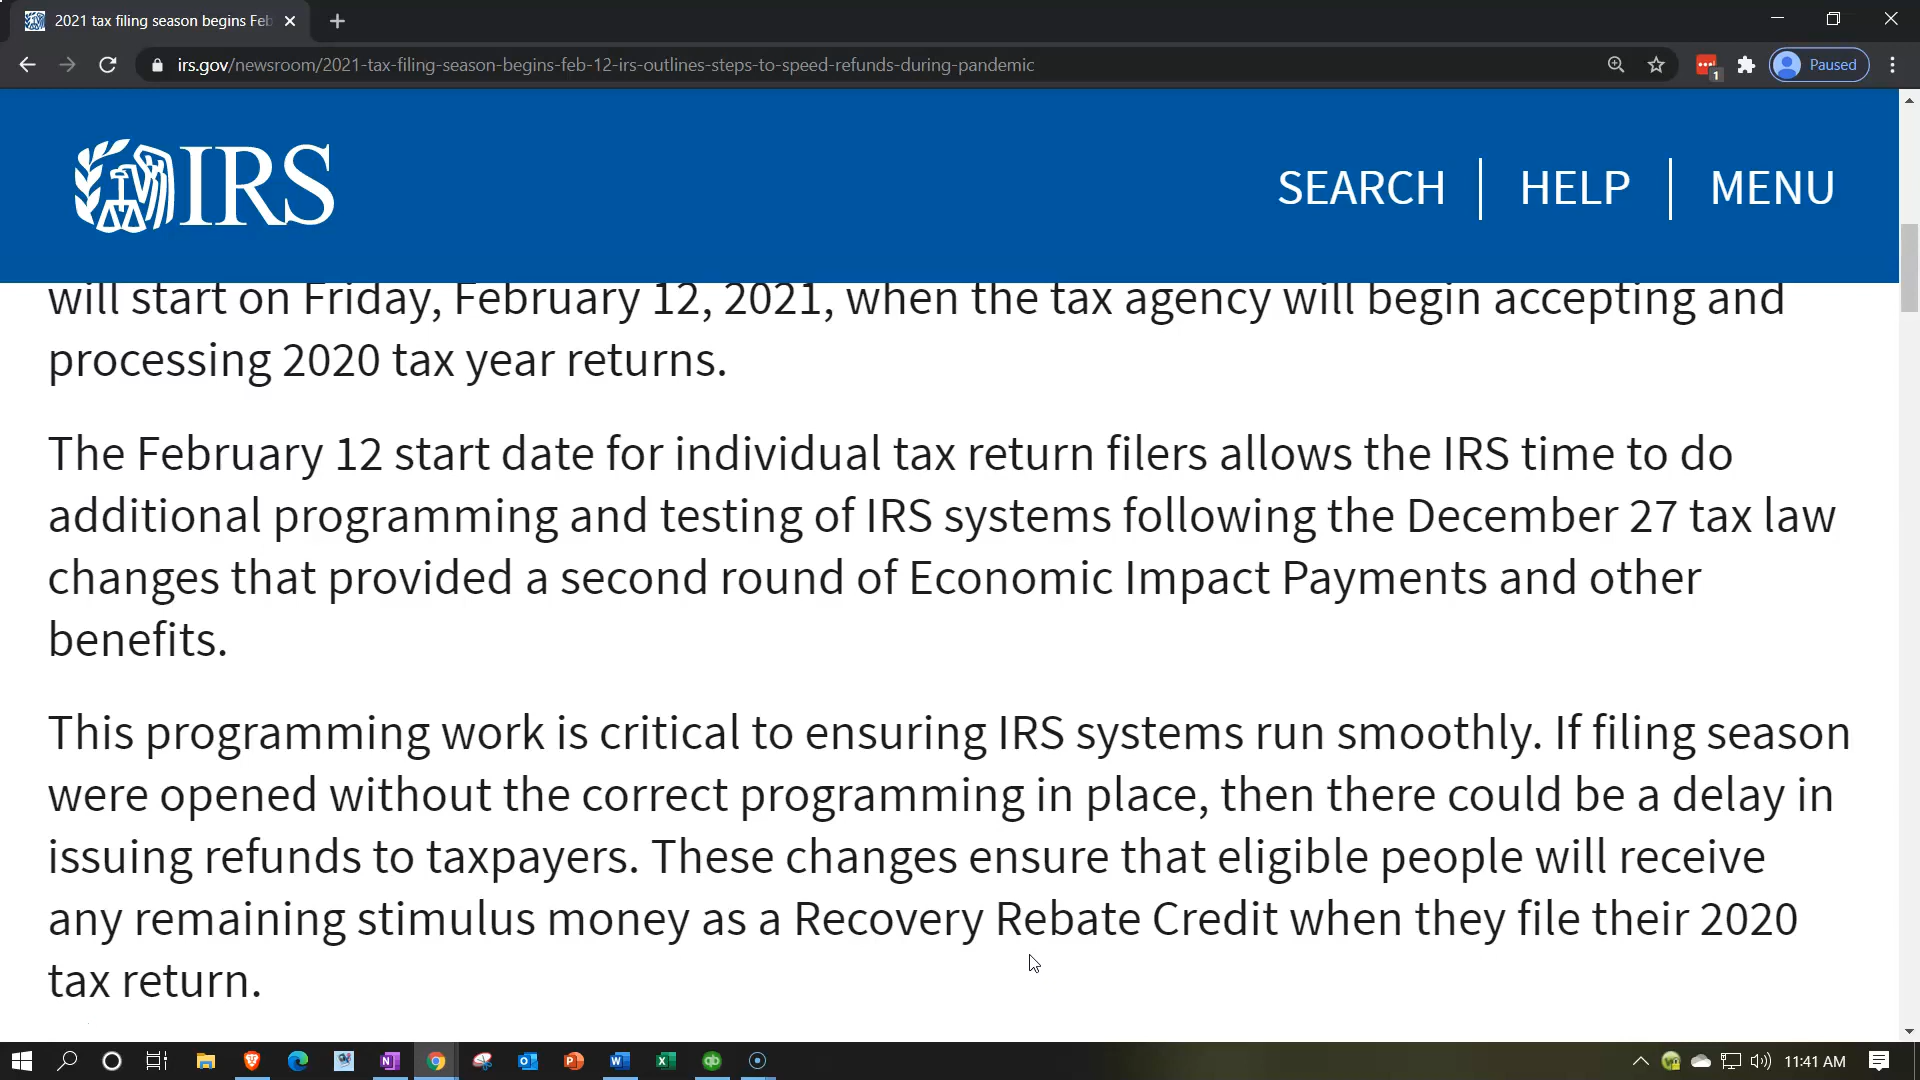 2021 tax filing season begins Feb
irs.gov/newsroom/2021-tax-filing-season-begins-feb-12-irs-outlines-steps-to-speed-refunds-during-pandemic
1
Paused
IRS
SEARCH | HELP | MENU
will start on Friday, February 12, 2021, when the tax agency will begin accepting and
processing 2020 tax year returns.
The February 12 start date for individual tax return filers allows the IRS time to do
additional programming and testing of IRS systems following the December 27 tax law
changes that provided a second round of Economic Impact Payments and other
benefits.
This programming work is critical to ensuring IRS systems run smoothly. If filing season
were opened without the correct programming in place, then there could be a delay in
issuing refunds to taxpayers. These changes ensure that eligible people will receive
any remaining stimulus money as a Recovery Rebate Credit when they file their 2020
tax return.
11:41 AM